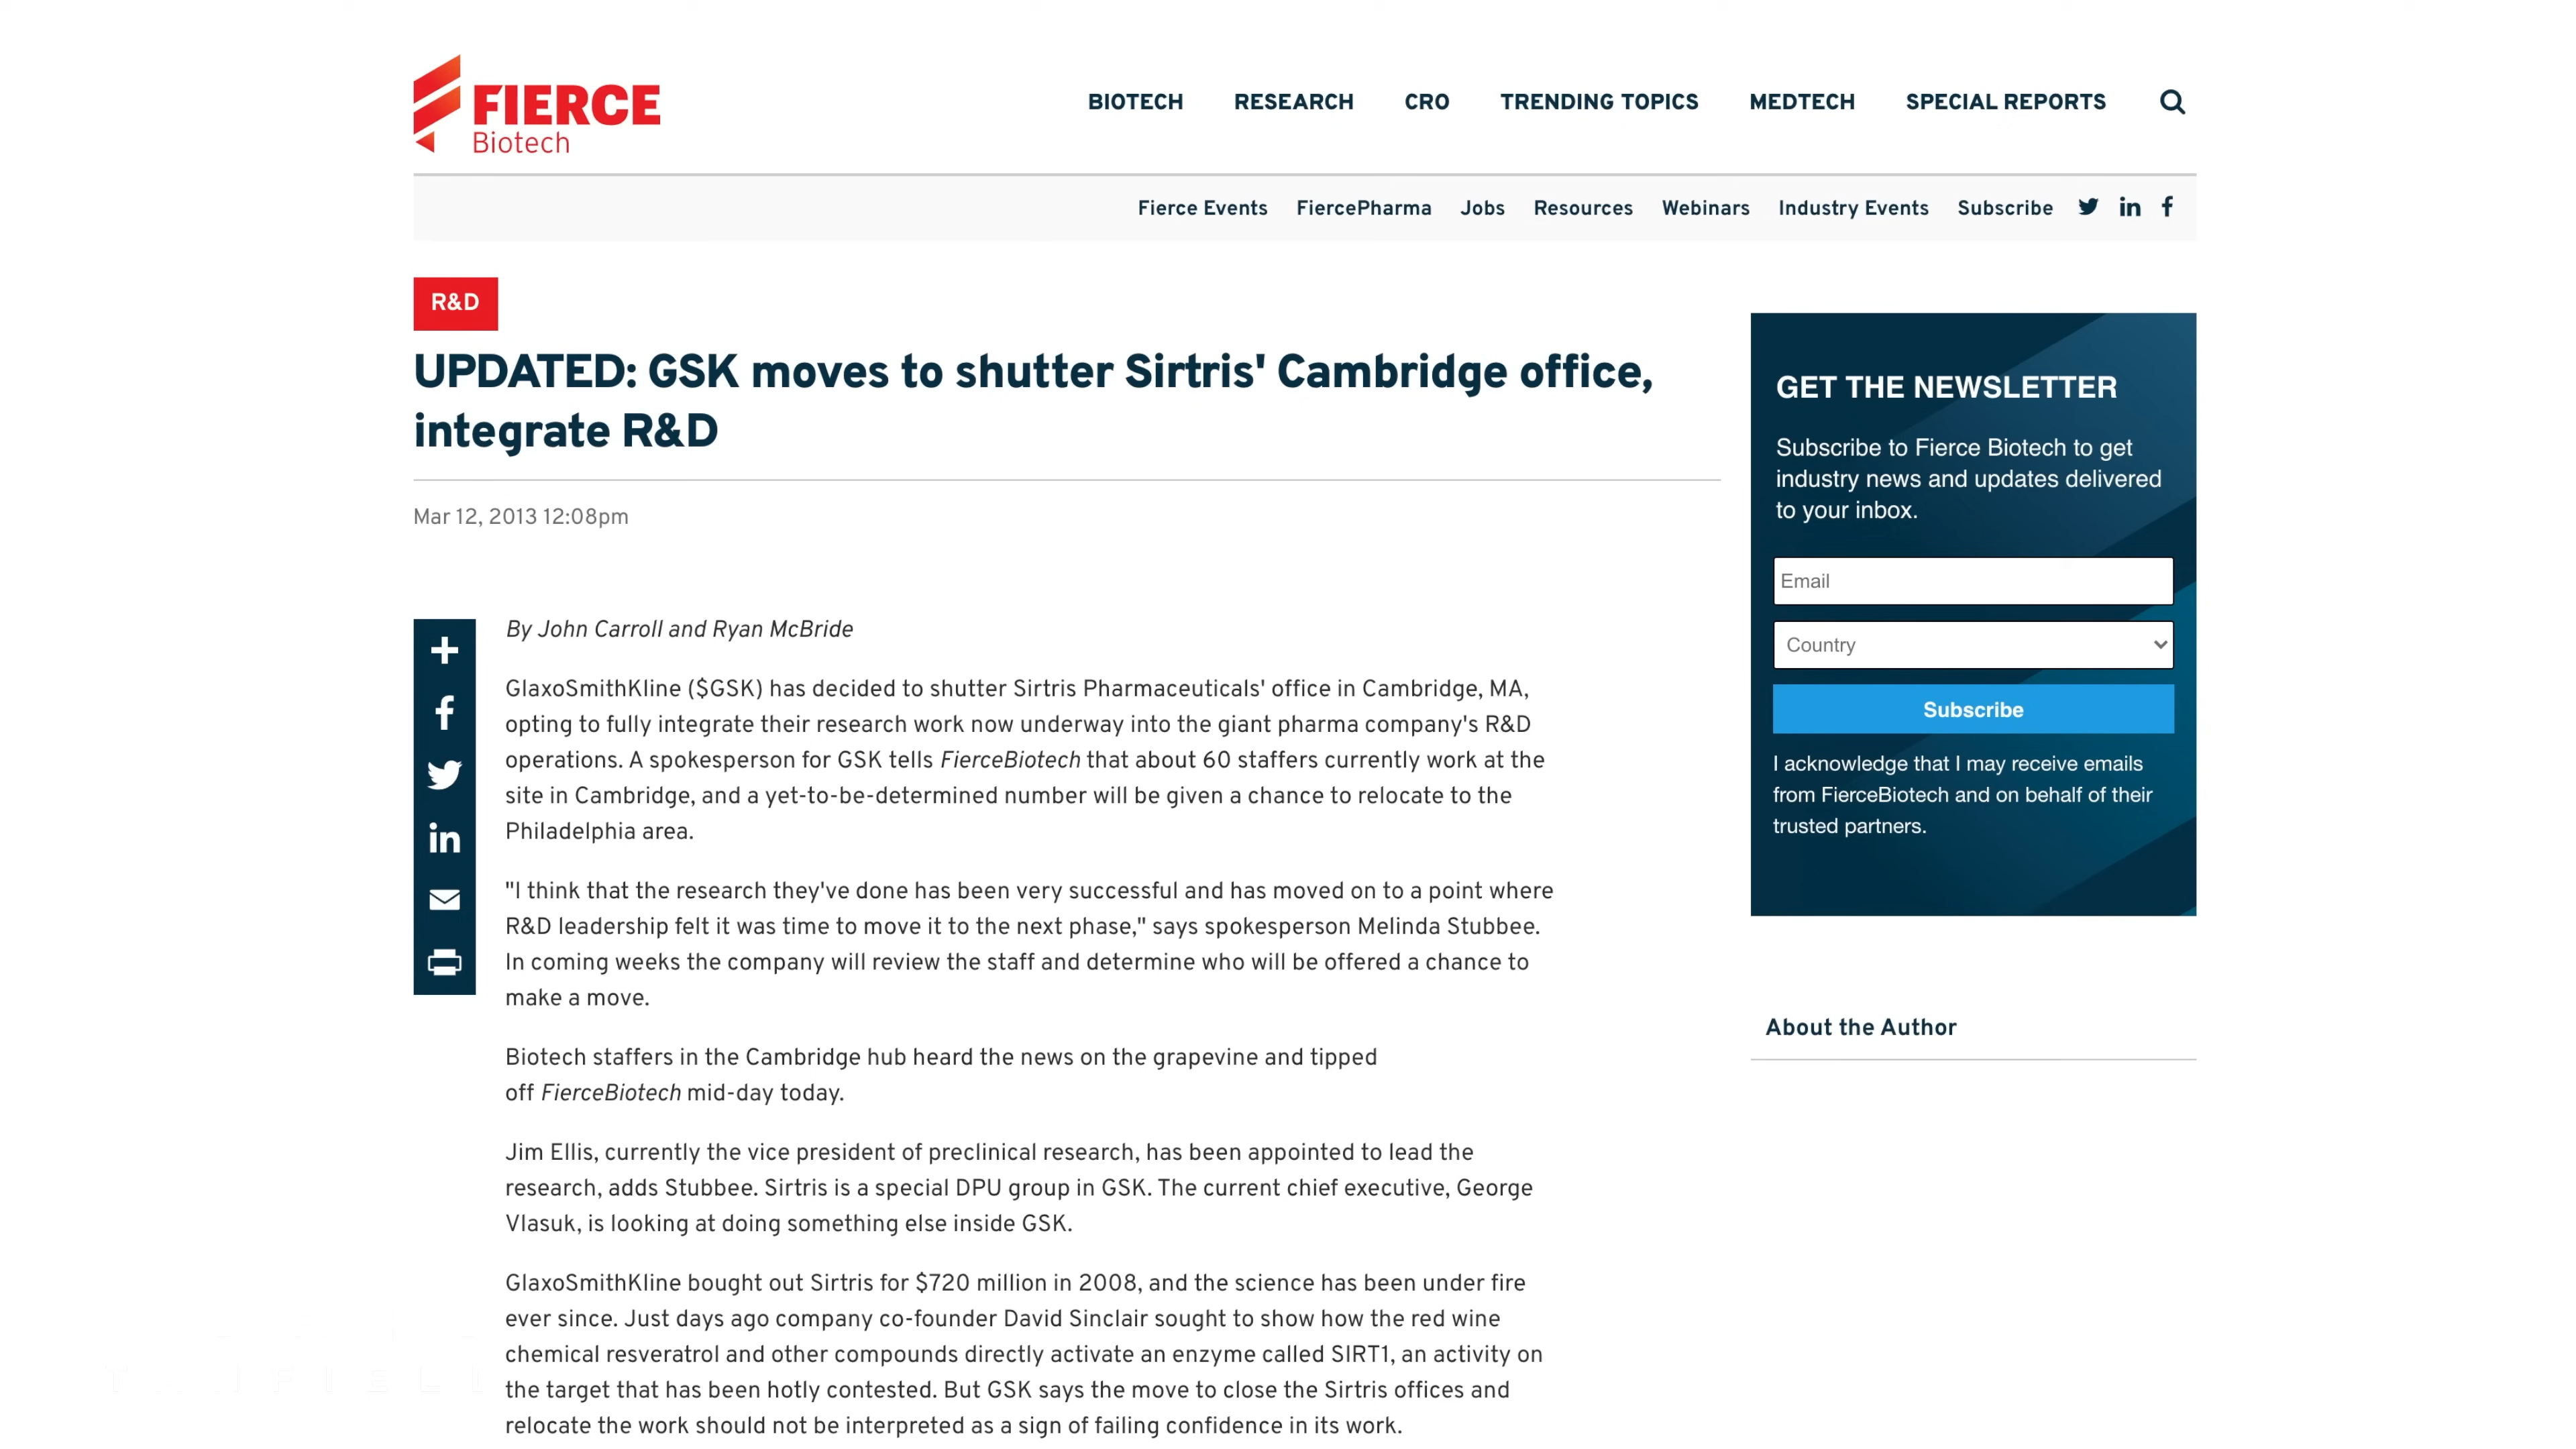 FIERCE
Biotech
BIOTECH RESEARCH CRO TRENDING TOPICS MEDTECH SPECIAL REPORTS
Fierce Events FiercePharma Jobs Resources Webinars Industry Events Subscribe
R&D
UPDATED: GSK moves to shutter Sirtris' Cambridge office,
integrate R&D
Mar 12, 2013 12:08pm
By John Carroll and Ryan McBride
GlaxoSmithKline ($GSK) has decided to shutter Sirtris Pharmaceuticals' office in Cambridge, MA,
opting to fully integrate their research work now underway into the giant pharma company's R&D
operations. A spokesperson for GSK tells FierceBiotech that about 60 staffers currently work at the
site in Cambridge, and a yet-to-be-determined number will be given a chance to relocate to the
Philadelphia area.
"I think that the research they've done has been very successful and has moved on to a point where
R&D leadership felt it was time to move it to the next phase," says spokesperson Melinda Stubbee.
In coming weeks the company will review the staff and determine who will be offered a chance to
make a move.
Biotech staffers in the Cambridge hub heard the news on the grapevine and tipped
off FierceBiotech mid-day today.
Jim Ellis, currently the vice president of preclinical research, has been appointed to lead the
research, adds Stubbee. Sirtris is a special DPU group in GSK. The current chief executive, George
Vlasuk, is looking at doing something else inside GSK.
GlaxoSmithKline bought out Sirtris for $720 million in 2008, and the science has been under fire
ever since. Just days ago company co-founder David Sinclair sought to show how the red wine
chemical resveratrol and other compounds directly activate an enzyme called SIRT1, an activity on
the target that has been hotly contested. But GSK says the move to close the Sirtris offices and
relocate the work should not be interpreted as a sign of failing confidence in its work.
GET THE NEWSLETTER
Subscribe to Fierce Biotech to get
industry news and updates delivered
to your inbox.
Email
Country
Subscribe
I acknowledge that I may receive emails
from FierceBiotech and on behalf of their
trusted partners.
About the Author